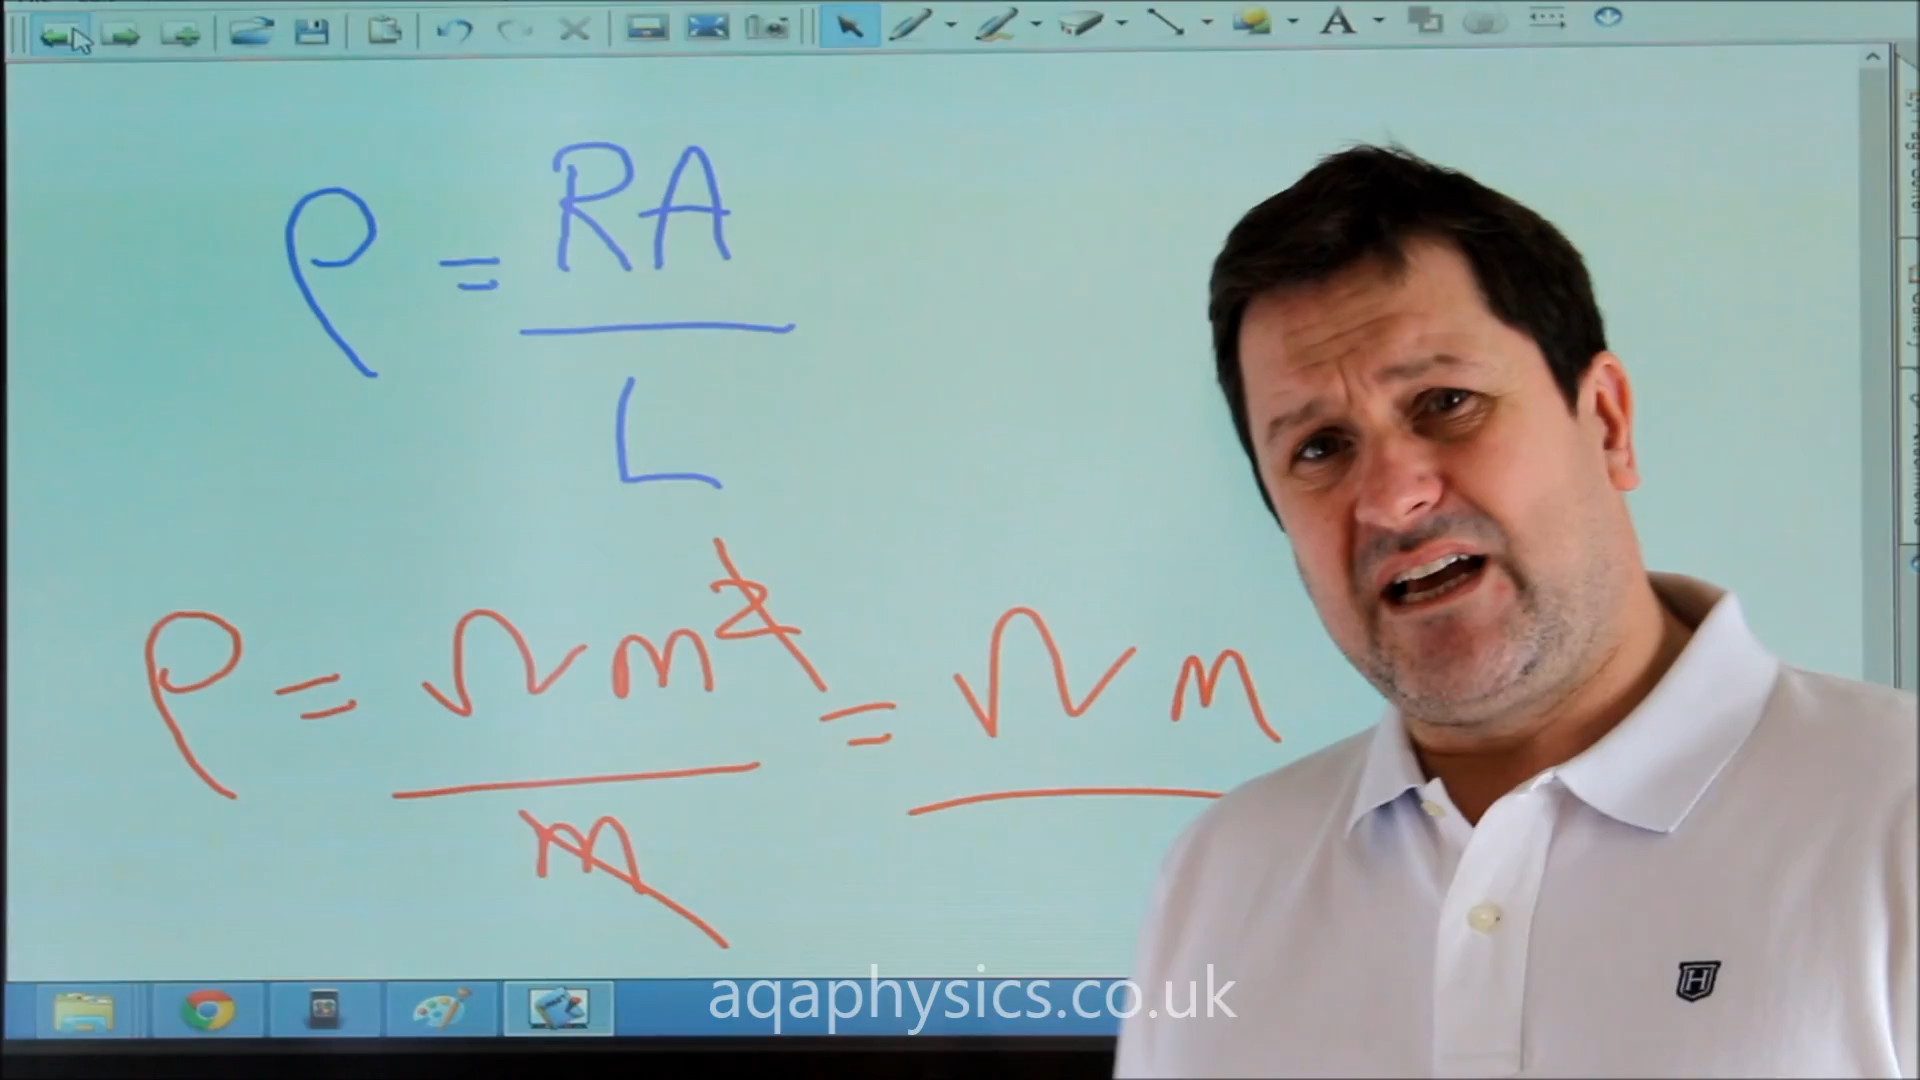 ρ = RA
L
ρ = Ωm² = Ωm
m
aqaphysics.co.uk
H